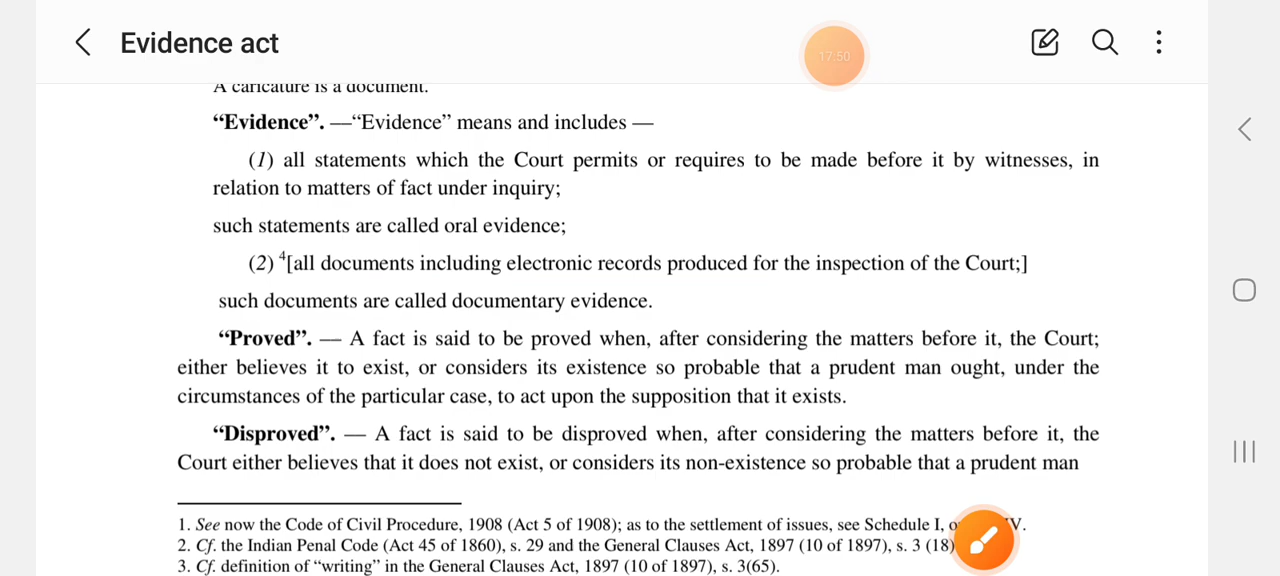 Evidence act
17:50
A caricature is a document.
“Evidence”. —“Evidence” means and includes —
(1) all statements which the Court permits or requires to be made before it by witnesses, in
relation to matters of fact under inquiry;
such statements are called oral evidence;
(2) 4[all documents including electronic records produced for the inspection of the Court;]
such documents are called documentary evidence.
“Proved”. — A fact is said to be proved when, after considering the matters before it, the Court;
either believes it to exist, or considers its existence so probable that a prudent man ought, under the
circumstances of the particular case, to act upon the supposition that it exists.
“Disproved”. — A fact is said to be disproved when, after considering the matters before it, the
Court either believes that it does not exist, or considers its non-existence so probable that a prudent man
1. See now the Code of Civil Procedure, 1908 (Act 5 of 1908); as to the settlement of issues, see Schedule I,
2. Cf. the Indian Penal Code (Act 45 of 1860), s. 29 and the General Clauses Act, 1897 (10 of 1897), s. 3 (18)
3. Cf. definition of “writing” in the General Clauses Act, 1897 (10 of 1897), s. 3(65).